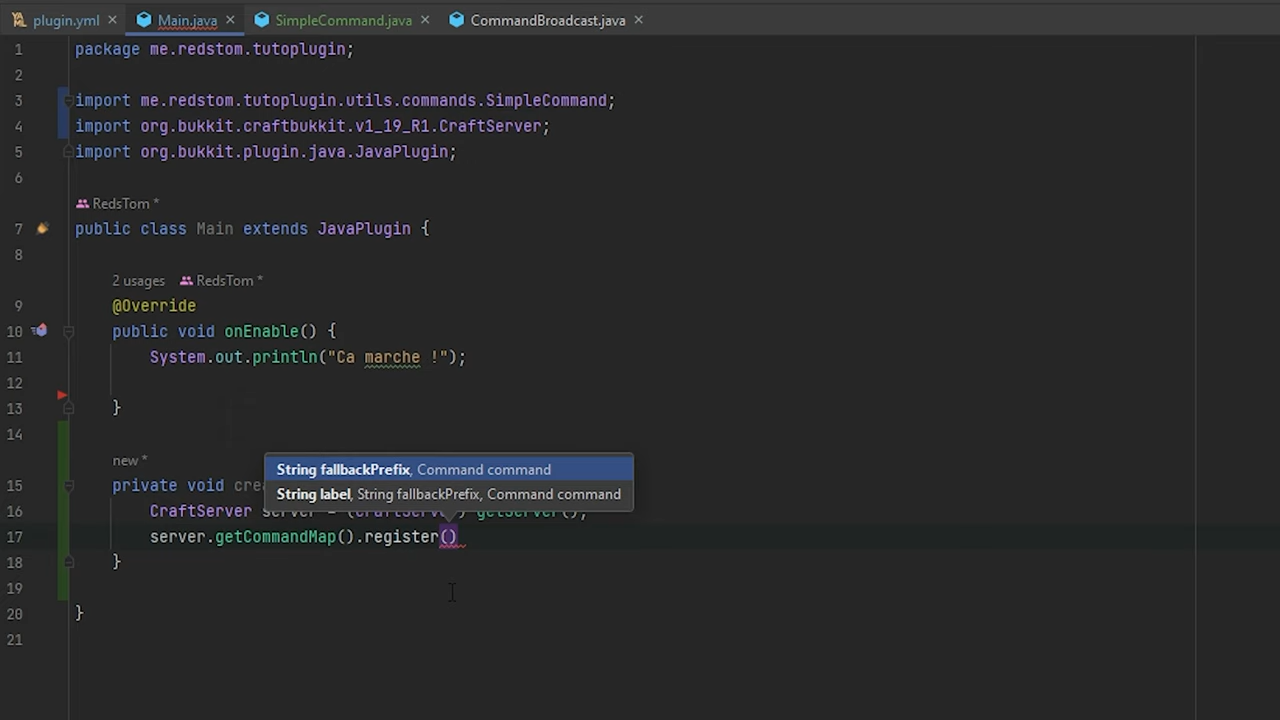 plugin.yml Main.java SimpleCommand.java CommandBroadcast.java
1 package me.redstom.tutoplugin;
2
3 import me.redstom.tutoplugin.utils.commands.SimpleCommand;
4 import org.bukkit.craftbukkit.v1_19_R1.CraftServer;
5 import org.bukkit.plugin.java.JavaPlugin;
6
RedsTom *
7 public class Main extends JavaPlugin {
8
2 usages RedsTom *
9 @Override
10 public void onEnable() {
11 System.out.println("Ca marche !");
12
13 }
14
new *
String fallbackPrefix, Command command
15 private void cre
String label, String fallbackPrefix, Command command
16 CraftServer server = (CraftServer) getServer();
17 server.getCommandMap().register()
18 }
19
20 }
21